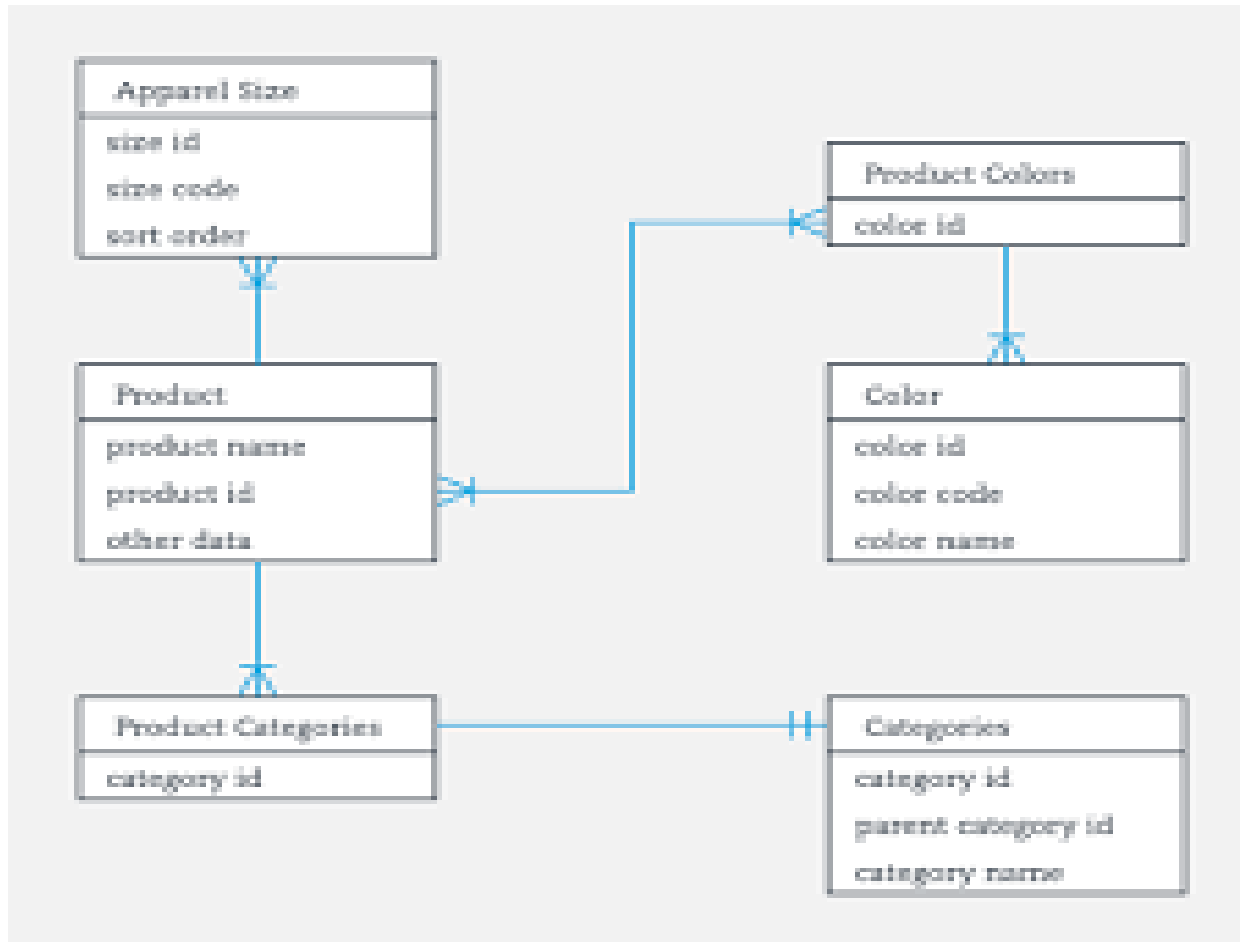 Apparel Size
size id
size code
sort order
Product Colors
color id
Product
product name
product id
other data
Color
color id
color code
color name
Product Categories
category id
Categories
category id
parent category id
category name